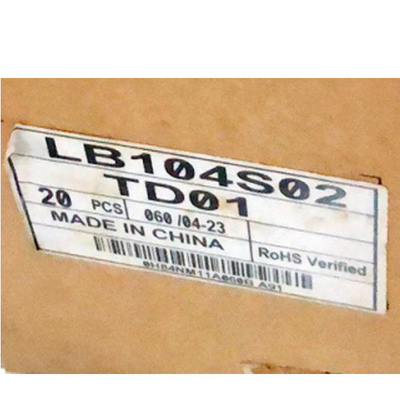 LB104S02
TD01
20 PCS 060 /04-23
MADE IN CHINA
RoHS Verified